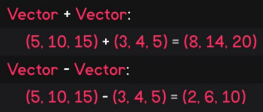 Vector + Vector:
(5, 10, 15) + (3, 4, 5) = (8, 14, 20)
Vector - Vector:
(5, 10, 15) - (3, 4, 5) = (2, 6, 10)